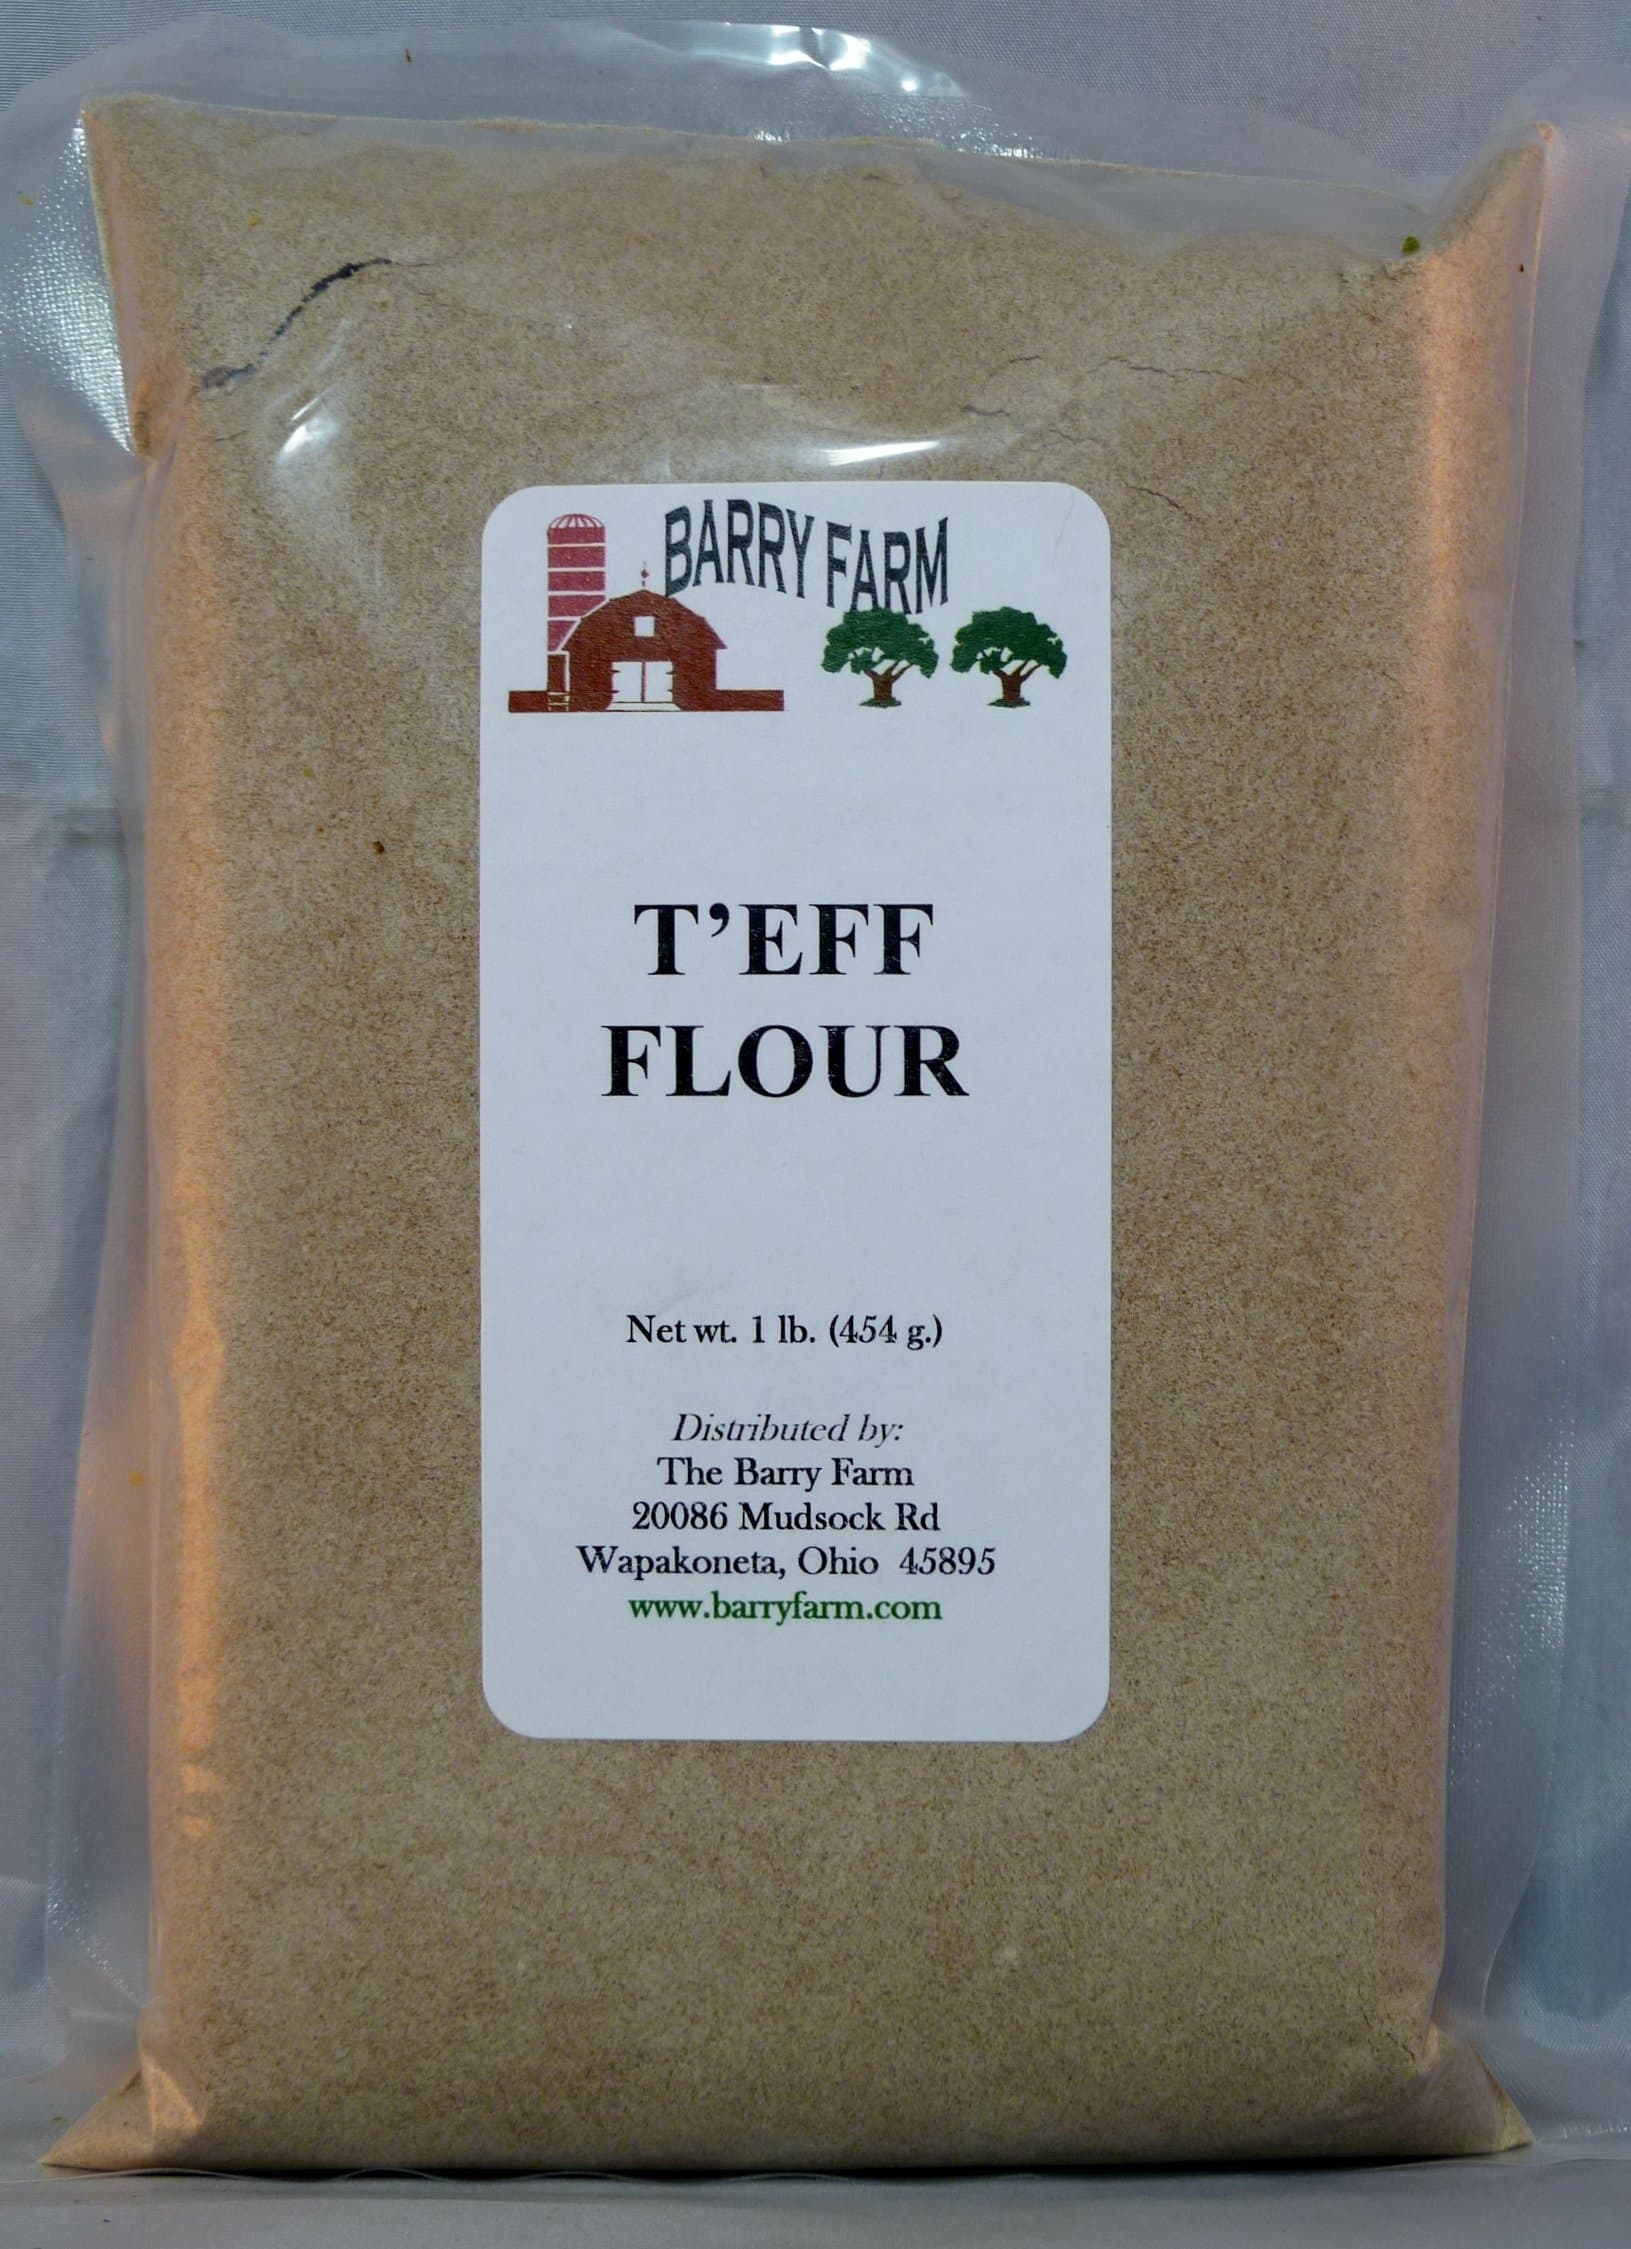 BARRY FARM
T’EFF
FLOUR
Net wt. 1 lb. (454 g.)
Distributed by:
The Barry Farm
20086 Mudsock Rd
Wapakoneta, Ohio 45895
www.barryfarm.com